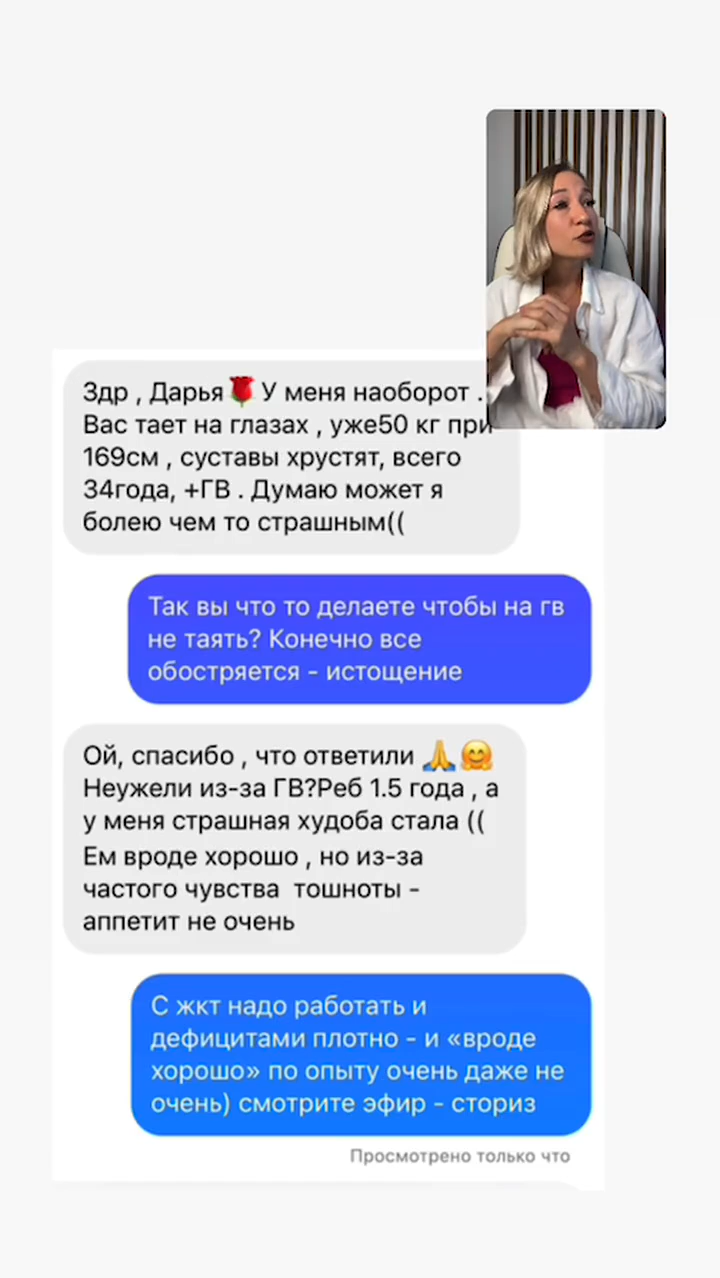 Здр , Дарья🌹 У меня наоборот .
Вас тает на глазах , уже50 кг при
169см , суставы хрустят, всего
34года, +ГВ . Думаю может я
болею чем то страшным((
Так вы что то делаете чтобы на гв
не таять? Конечно все
обостряется - истощение
Ой, спасибо , что ответили 🙏🤗
Неужели из-за ГВ?Реб 1.5 года , а
у меня страшная худоба стала ((
Ем вроде хорошо , но из-за
частого чувства  тошноты -
аппетит не очень
С жкт надо работать и
дефицитами плотно - и «вроде
хорошо» по опыту очень даже не
очень) смотрите эфир - сториз
Просмотрено только что